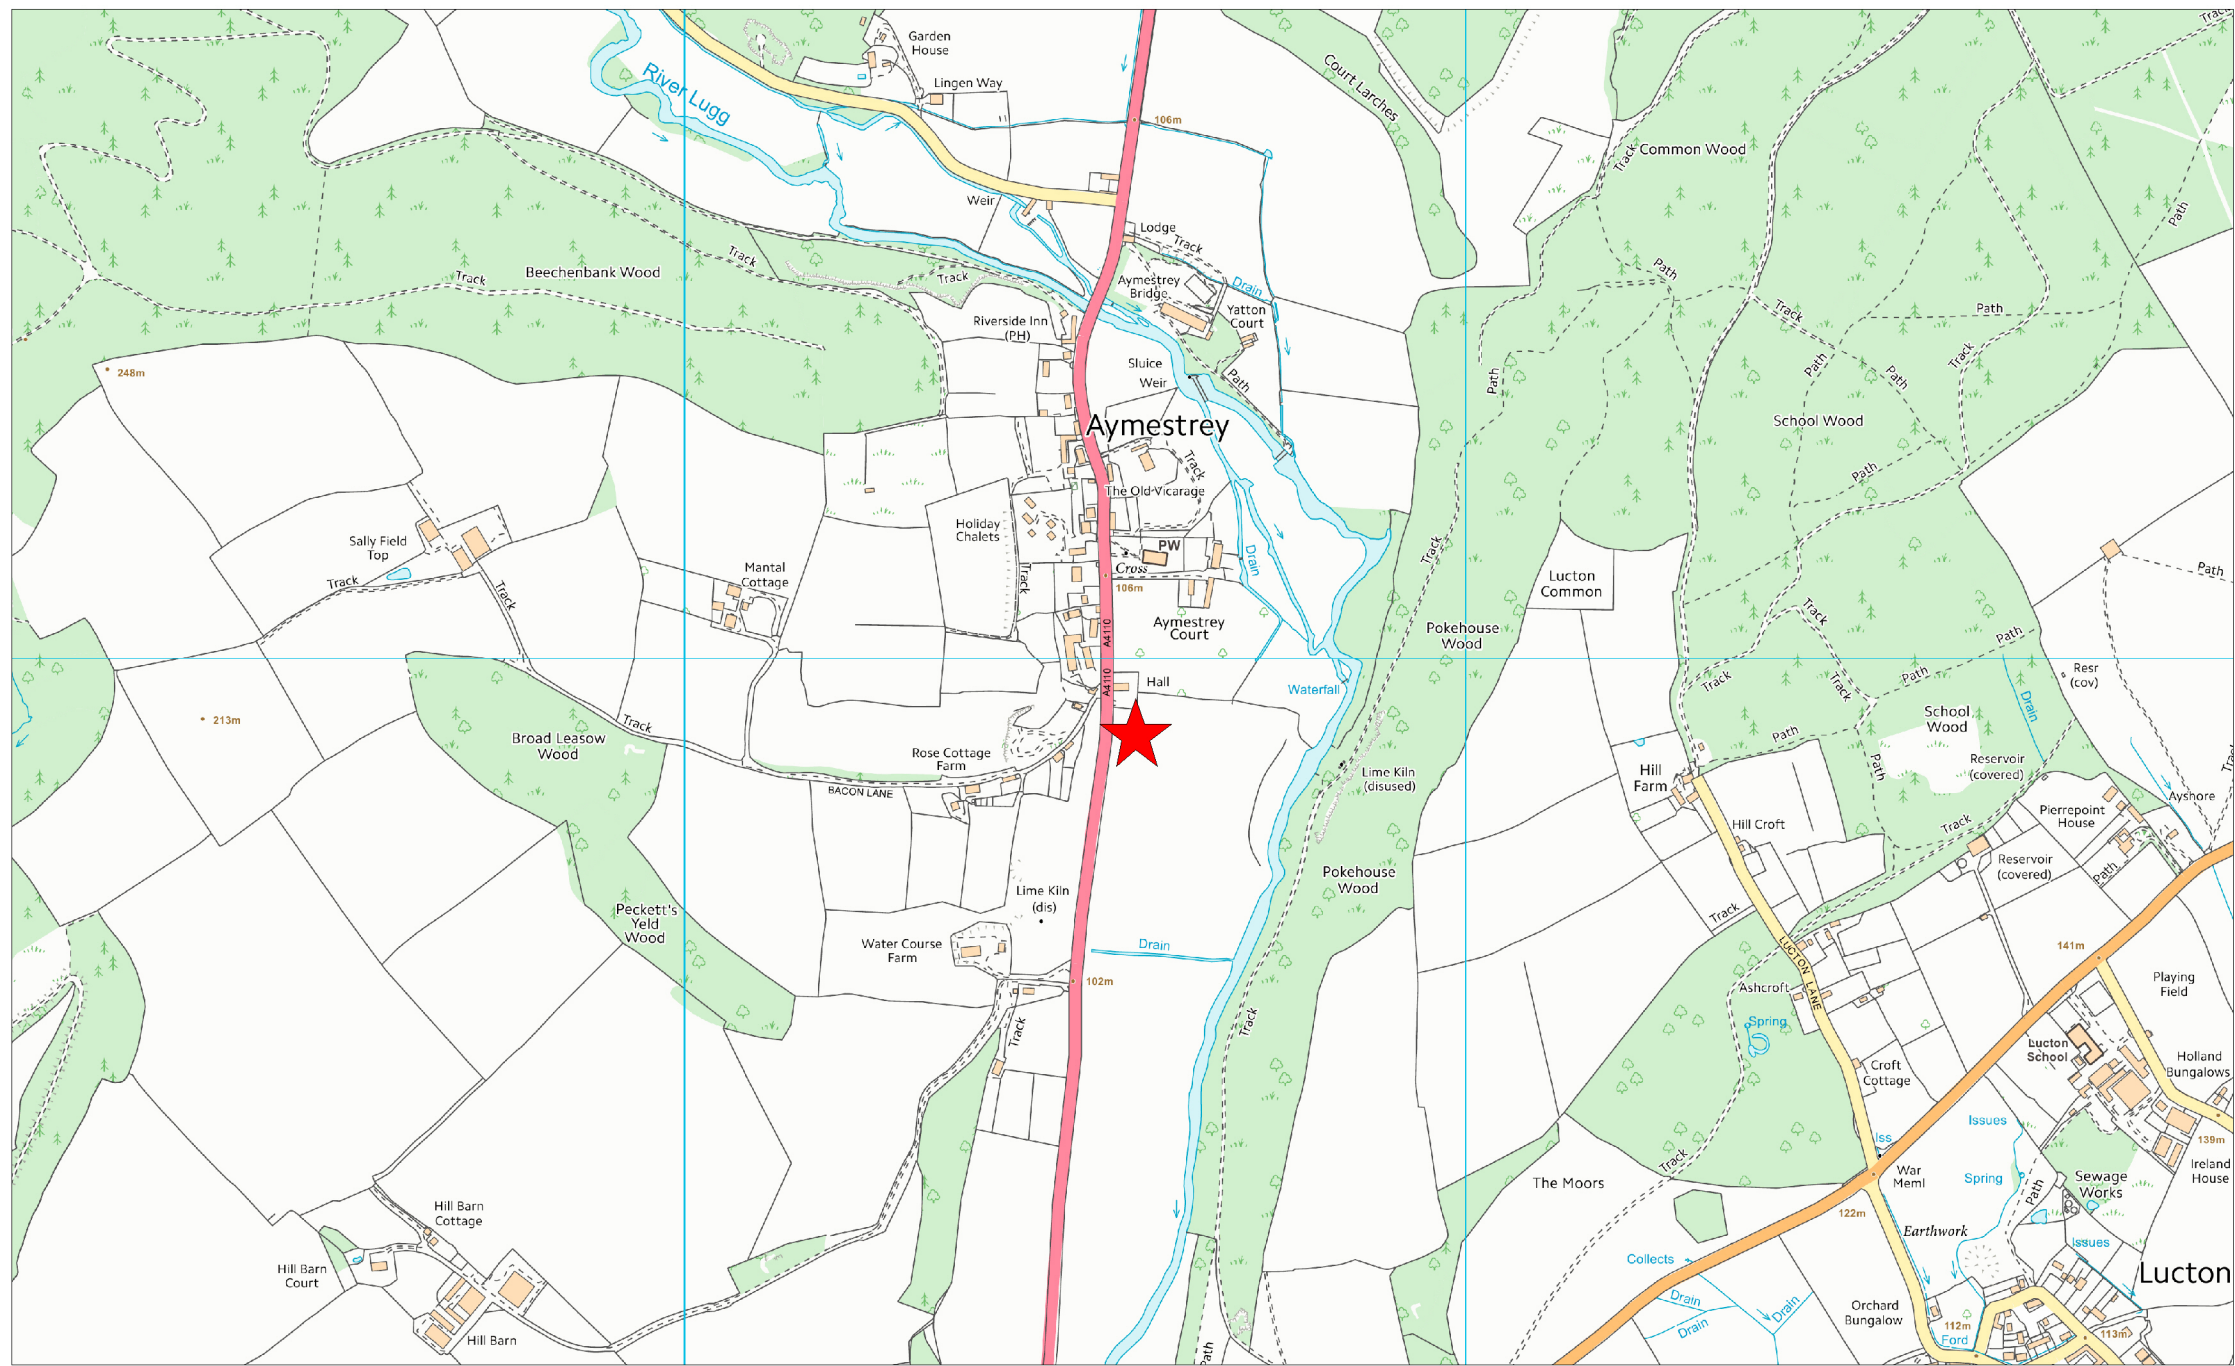 Garden
House
Lingen Way
River Lugg
Court Larches
Track
106m
Common Wood
Track
Path
Weir
Lodge
Track
Beechenbank Wood
Track
Track
Track
Aymestrey
Bridge
Drain
Yatton
Court
Path
Track
Path
Riverside Inn
(PH)
Sluice
Weir
Path
248m
Path
Path
Path
Track
Aymestrey
School Wood
Track
The Old Vicarage
Path
Holiday
Chalets
PW
Cross
Drain
Track
Sally Field
Top
Track
Track
Mantal
Cottage
Track
106m
Lucton
Common
Path
Aymestrey
Court
A4110
Pokehouse
Wood
Track
Path
Track
Track
Path
Resr
(cov)
A4110
Hall
Waterfall
Drain
213m
Track
Broad Leasow
Wood
School
Wood
Path
Rose Cottage
Farm
Lime Kiln
(disused)
Hill
Farm
Path
Reservoir
(covered)
Track
BACON LANE
Ayshore
Pierrepoint
House
Hill Croft
Track
Reservoir
(covered)
Path
Lime Kiln
(dis)
Pokehouse
Wood
Peckett's
Yeld
Wood
Track
Water Course
Farm
Drain
LUCTON LANE
141m
102m
Ashcroft
Playing
Field
Track
Track
Spring
Lucton
School
Holland
Bungalows
Croft
Cottage
Issues
Iss
139m
Track
The Moors
War
Meml
Spring
Path
Sewage
Works
Ireland
House
122m
Hill Barn
Cottage
Earthwork
Issues
Collects
Hill Barn
Court
Lucton
Drain
Drain
Drain
Orchard
Bungalow
112m
Ford
113m
Hill Barn
Path